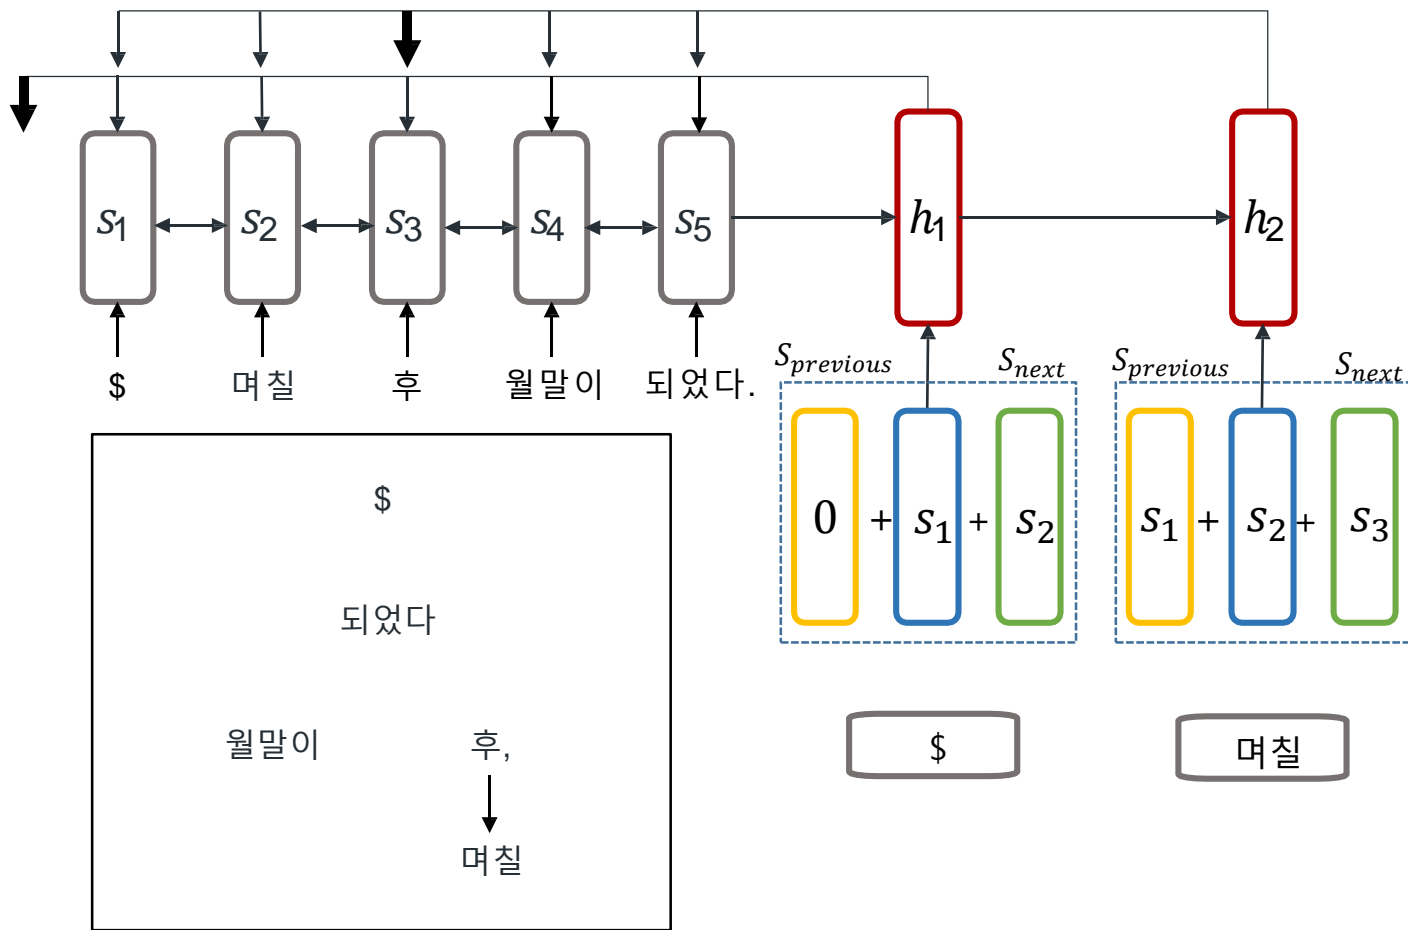 s1 s2 s3 s4 s5 h1 h2
$ 며칠 후 월말이 되었다.
Sprevious Snext Sprevious Snext
0 + s1 + s2 s1 + s2 + s3
$
되었다
월말이 후,
며칠
$ 며칠